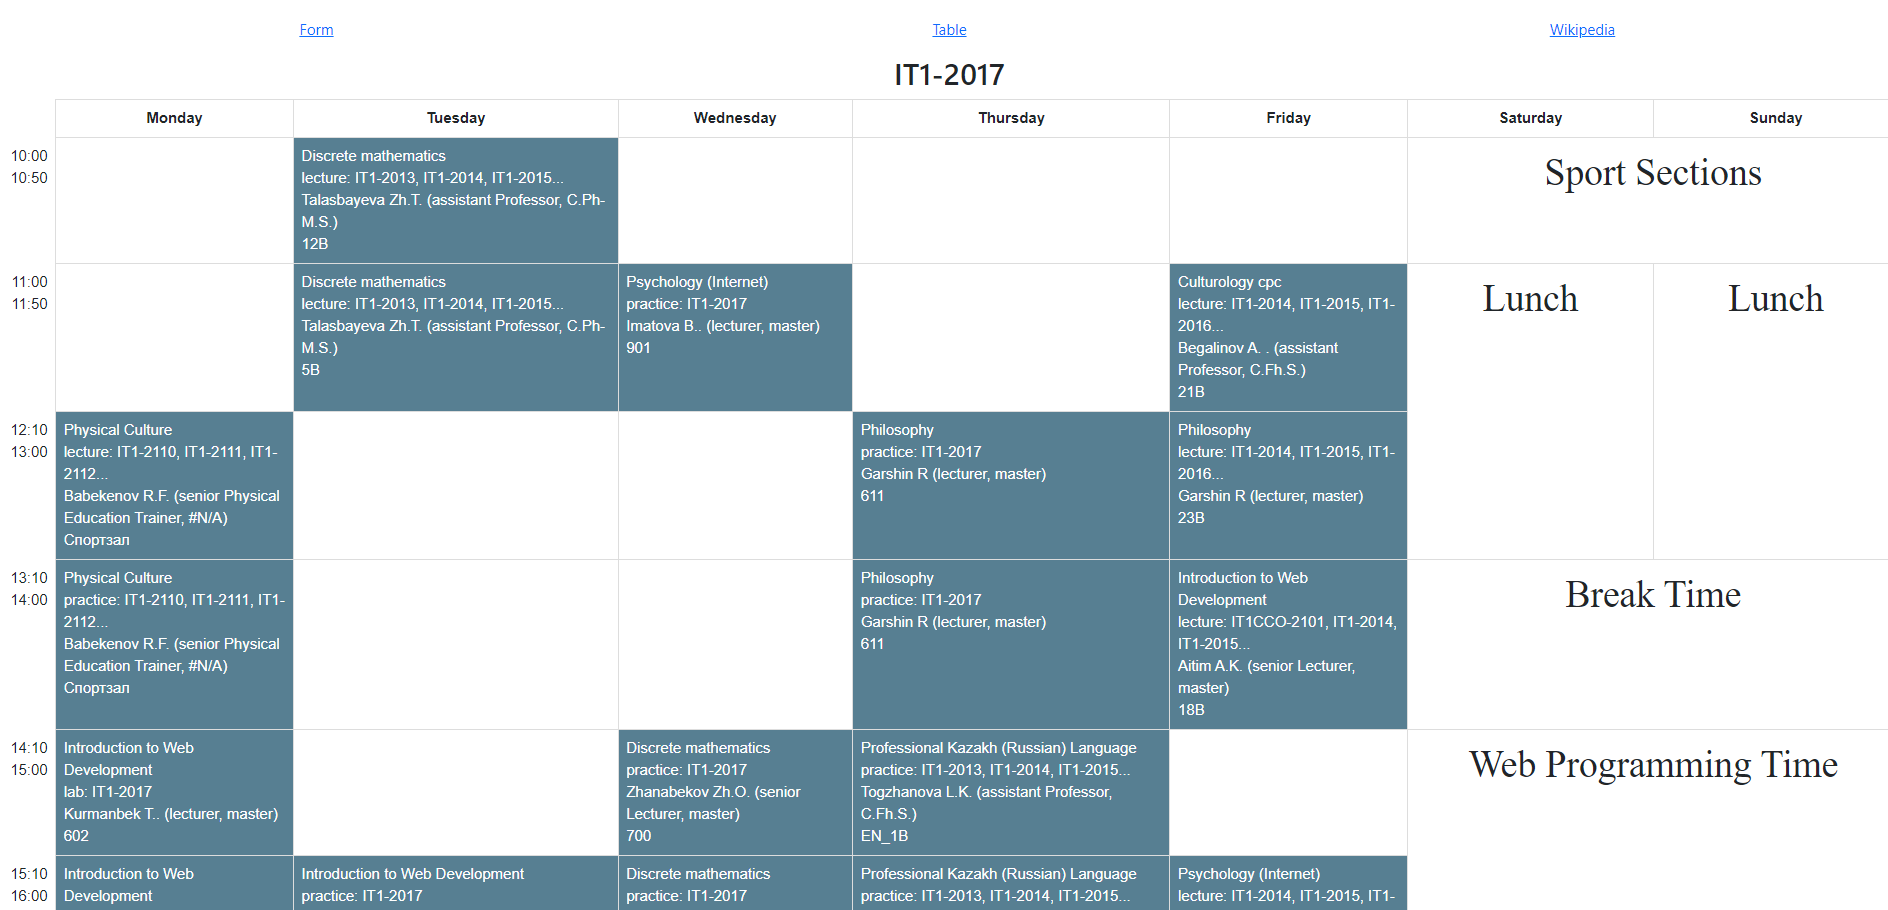 Form
Table
Wikipedia
IT1-2017
Monday
Tuesday
Wednesday
Thursday
Friday
Saturday
Sunday
10:00
10:50
Discrete mathematics
lecture: IT1-2013, IT1-2014, IT1-2015...
Talasbayeva Zh.T. (assistant Professor, C.Ph-
M.S.)
12B
Sport Sections
11:00
11:50
Discrete mathematics
lecture: IT1-2013, IT1-2014, IT1-2015...
Talasbayeva Zh.T. (assistant Professor, C.Ph-
M.S.)
5B
Psychology (Internet)
practice: IT1-2017
Imatova B.. (lecturer, master)
901
Culturology cpc
lecture: IT1-2014, IT1-2015, IT1-
2016...
Begalinov A. . (assistant
Professor, C.Fh.S.)
21B
Lunch
Lunch
12:10
13:00
Physical Culture
lecture: IT1-2110, IT1-2111, IT1-
2112...
Babekenov R.F. (senior Physical
Education Trainer, #N/A)
Спортзал
Philosophy
practice: IT1-2017
Garshin R (lecturer, master)
611
Philosophy
lecture: IT1-2014, IT1-2015, IT1-
2016...
Garshin R (lecturer, master)
23B
13:10
14:00
Physical Culture
practice: IT1-2110, IT1-2111, IT1-
2112...
Babekenov R.F. (senior Physical
Education Trainer, #N/A)
Спортзал
Philosophy
practice: IT1-2017
Garshin R (lecturer, master)
611
Introduction to Web
Development
lecture: IT1CCO-2101, IT1-2014,
IT1-2015...
Aitim A.K. (senior Lecturer,
master)
18B
Break Time
14:10
15:00
Introduction to Web
Development
lab: IT1-2017
Kurmanbek T.. (lecturer, master)
602
Discrete mathematics
practice: IT1-2017
Zhanabekov Zh.O. (senior
Lecturer, master)
700
Professional Kazakh (Russian) Language
practice: IT1-2013, IT1-2014, IT1-2015...
Togzhanova L.K. (assistant Professor,
C.Fh.S.)
EN_1B
Web Programming Time
15:10
16:00
Introduction to Web
Development
Introduction to Web Development
practice: IT1-2017
Discrete mathematics
practice: IT1-2017
Professional Kazakh (Russian) Language
practice: IT1-2013, IT1-2014, IT1-2015...
Psychology (Internet)
lecture: IT1-2014, IT1-2015, IT1-